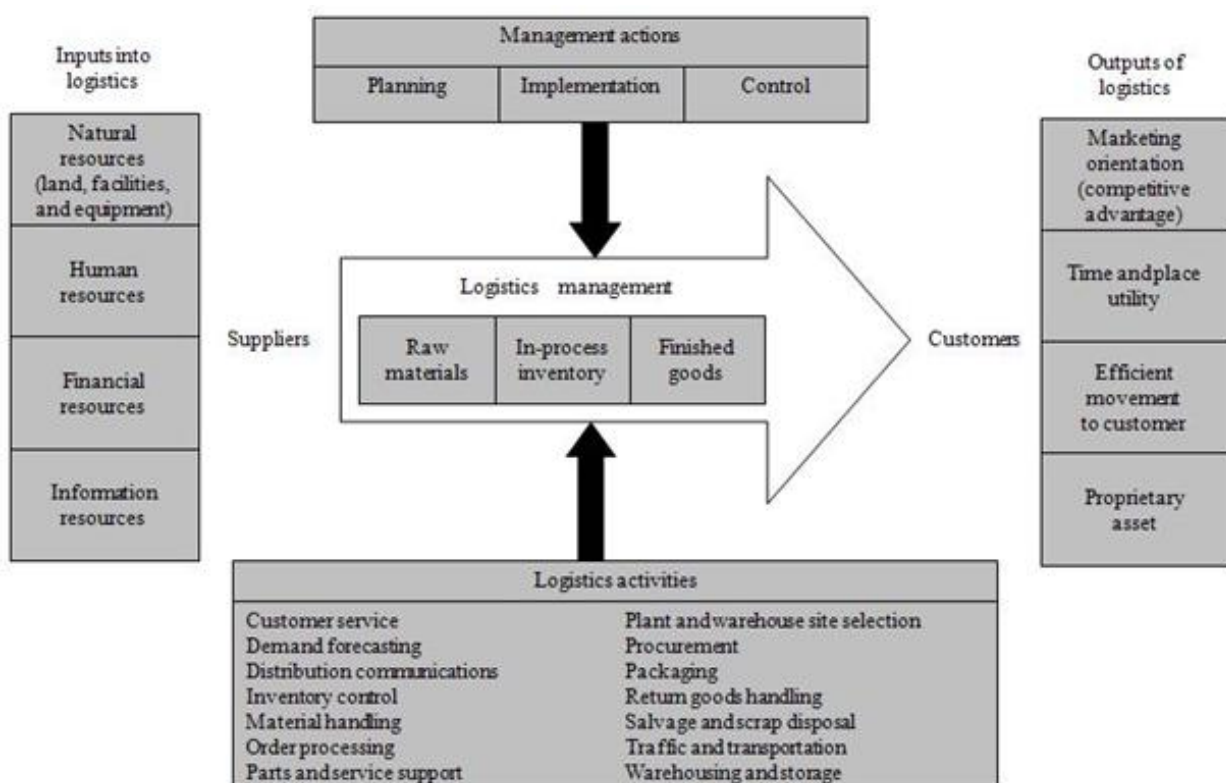 Management actions
Planning
Implementation
Control
Inputs into
logistics
Natural
resources
(land, facilities,
and equipment)
Human
resources
Financial
resources
Information
resources
Suppliers
Logistics management
Raw
materials
In-process
inventory
Finished
goods
Customers
Outputs of
logistics
Marketing
orientation
(competitive
advantage)
Time and place
utility
Efficient
movement
to customer
Proprietary
asset
Logistics activities
Customer service
Demand forecasting
Distribution communications
Inventory control
Material handling
Order processing
Parts and service support
Plant and warehouse site selection
Procurement
Packaging
Return goods handling
Salvage and scrap disposal
Traffic and transportation
Warehousing and storage